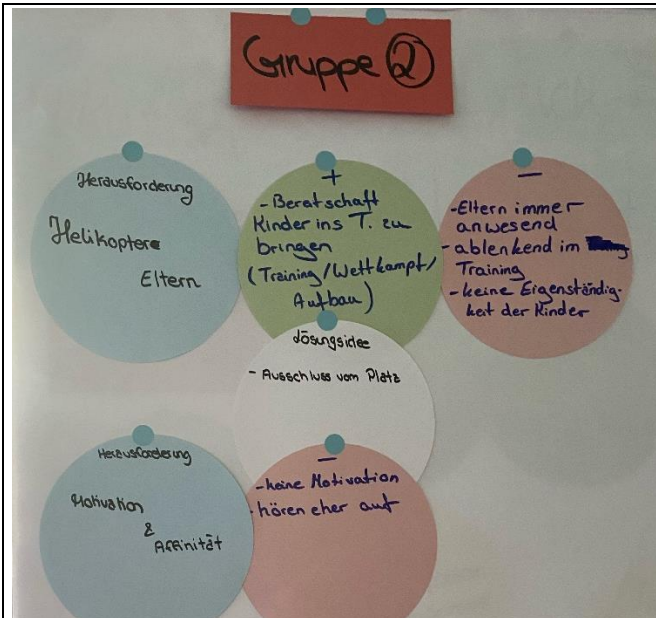 Gruppe 2
Herausforderung
Helikoptere
Eltern
+
- Beratschaft
Kinder ins T. zu
bringen
(Training/Wettkampf/
Aufbau)
-
- Eltern immer
anwesend
- ablenkend im
Training
- keine Eigenständig-
keit der Kinder
Lösungsidee
- Ausschluss vom Platz
Herausforderung
Motivation
&
Affinität
-
- keine Motivation
- hören eher auf